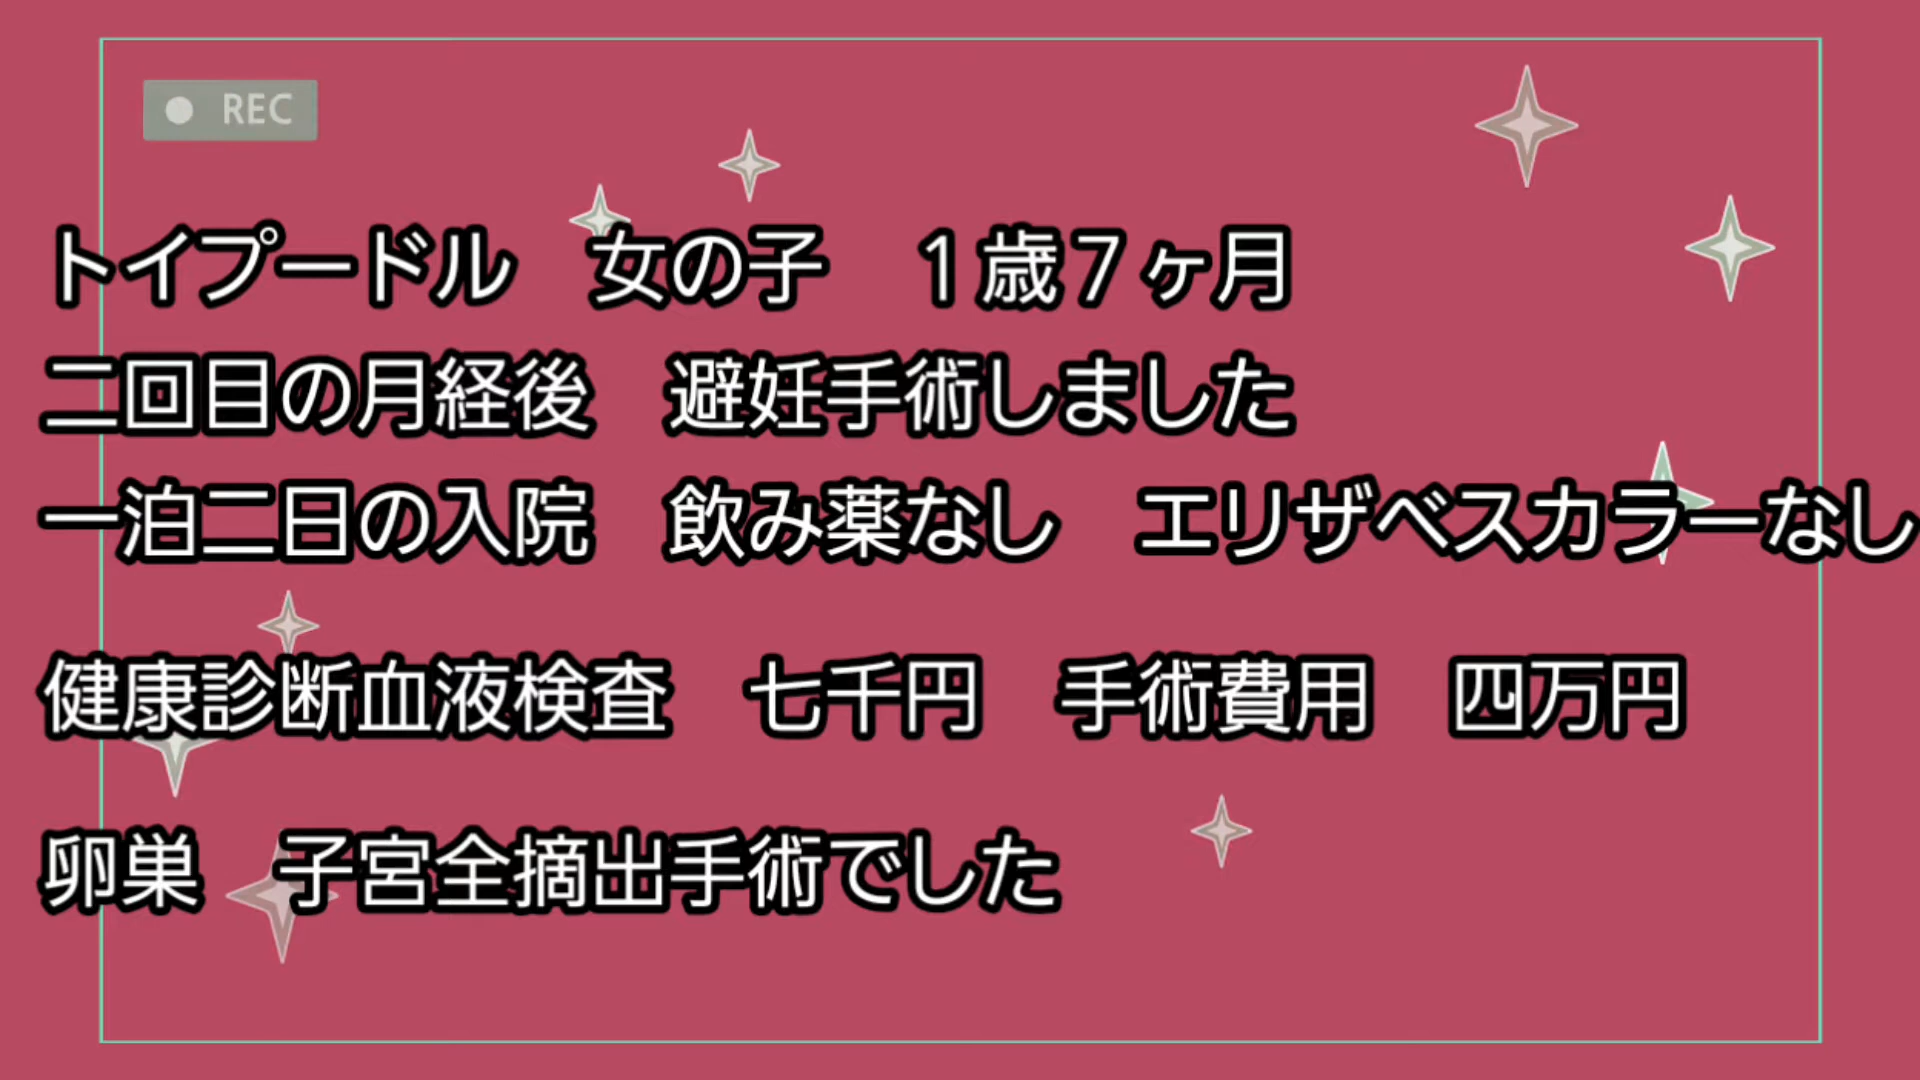 REC
トイプードル　女の子　１歳７ヶ月
二回目の月経後　避妊手術しました
一泊二日の入院　飲み薬なし　エリザベスカラーなし
健康診断血液検査　七千円　手術費用　四万円
卵巣　子宮全摘出手術でした